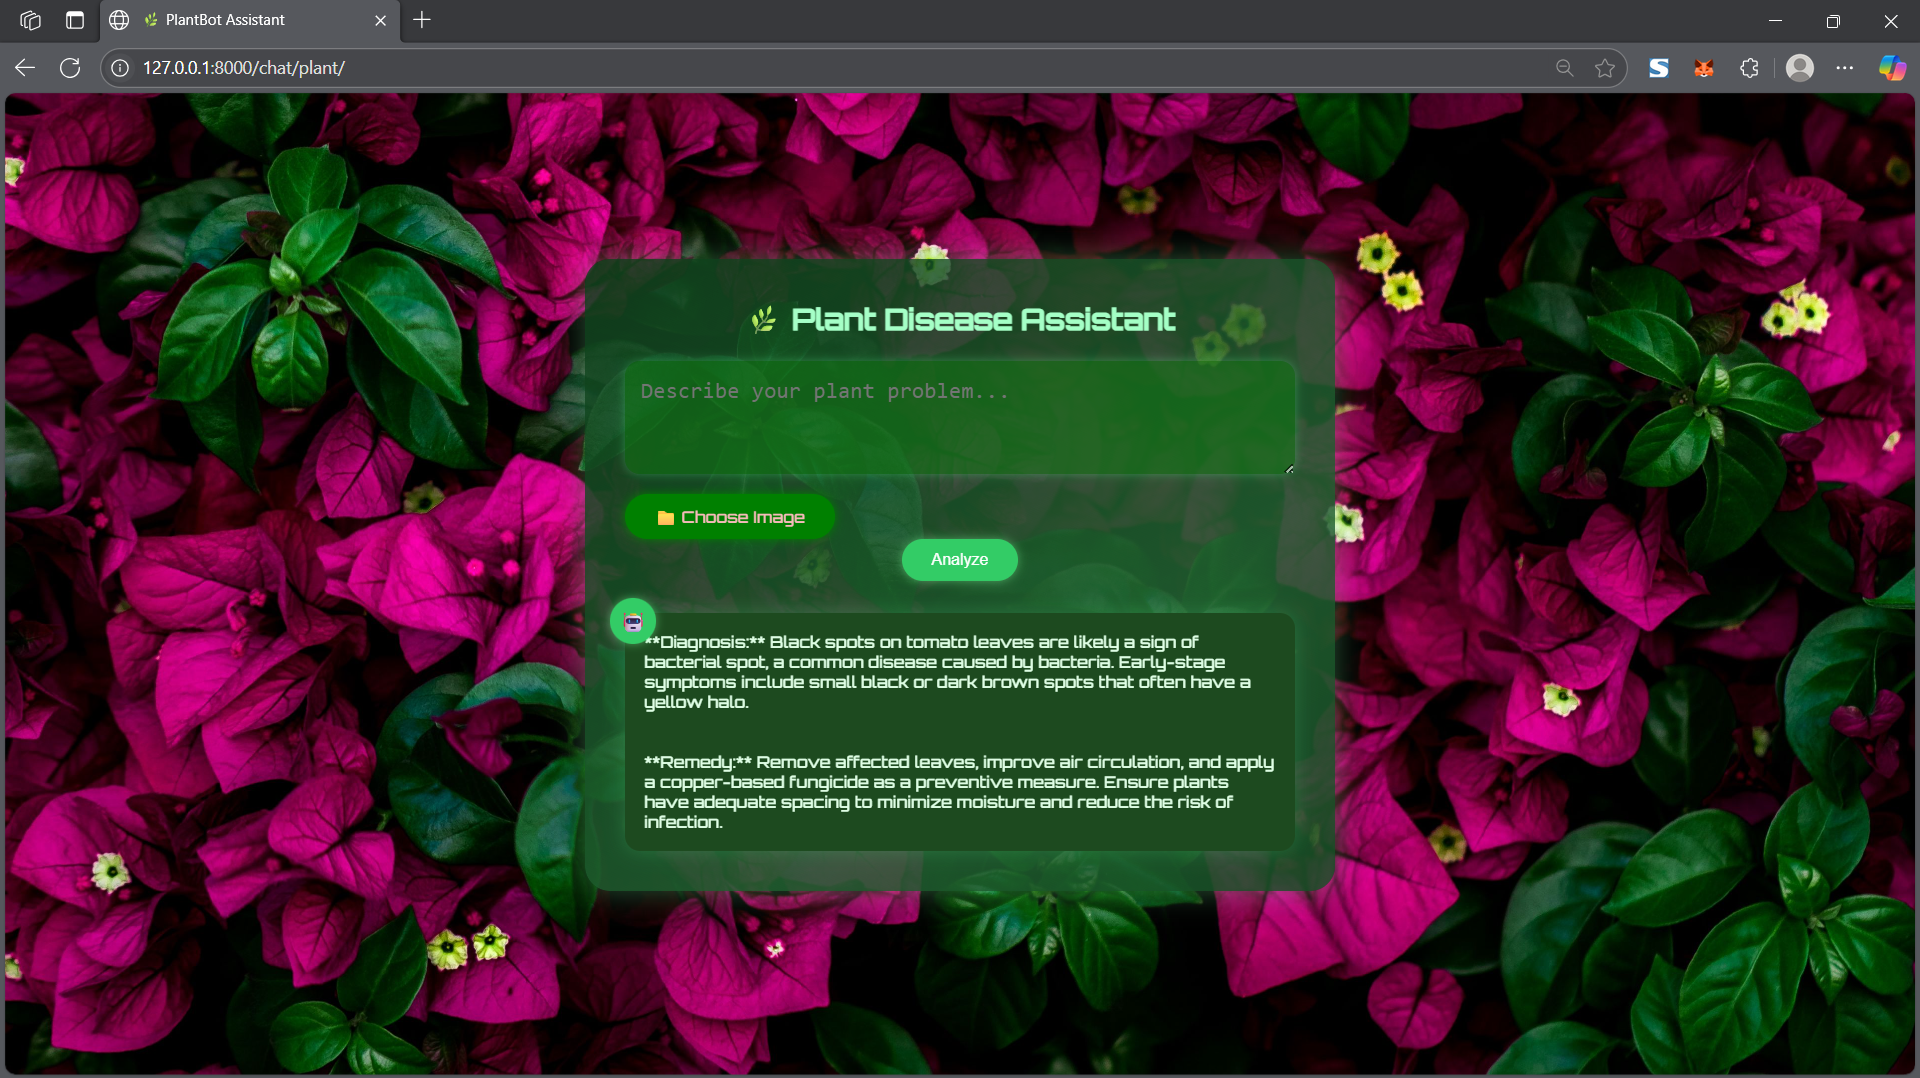 PlantBot Assistant
127.0.0.1:8000/chat/plant/
Plant Disease Assistant
Describe your plant problem...
Choose Image
Analyze
**Diagnosis:** Black spots on tomato leaves are likely a sign of
bacterial spot, a common disease caused by bacteria. Early-stage
symptoms include small black or dark brown spots that often have a
yellow halo.
**Remedy:** Remove affected leaves, improve air circulation, and apply
a copper-based fungicide as a preventive measure. Ensure plants
have adequate spacing to minimize moisture and reduce the risk of
infection.